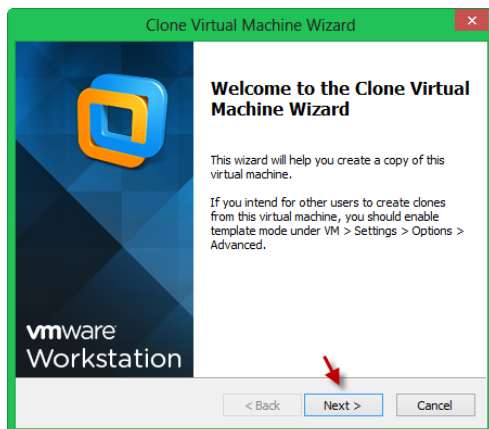 Clone Virtual Machine Wizard
Welcome to the Clone Virtual
Machine Wizard
This wizard will help you create a copy of this
virtual machine.
If you intend for other users to create clones
from this virtual machine, you should enable
template mode under VM > Settings > Options >
Advanced.
vmware
Workstation
< Back
Next >
Cancel